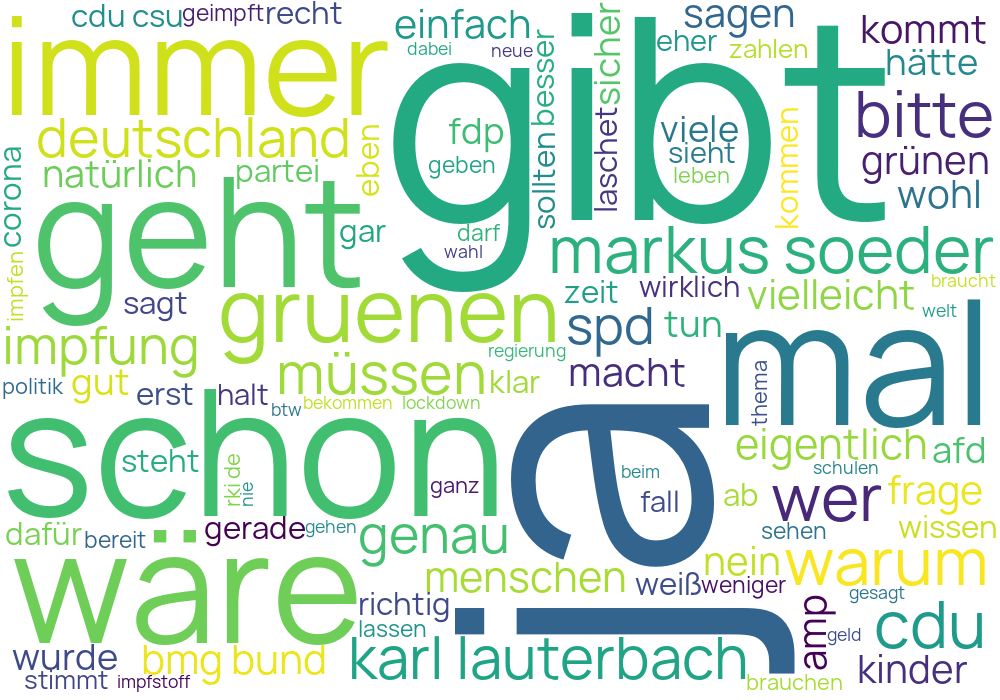 cdu csu
geimpft
recht
einfach
sagen
kommt
immer
gibt
dabei
neue
besser
sicher
eher
zahlen
hätte
deutschland
fdp
viele
sieht
leben
bitte
grünen
wohl
natürlich
partei
eben
geben
sollten
laschet
kommen
corona
geht
gar
darf
wahl
markus soeder
impfen
sagt
gruenen
zeit
wirklich
vielleicht
braucht
welt
impfung
spd
tun
mal
regierung
politik
gut
erst
halt
müssen
klar
macht
thema
btw
bekommen
lockdown
schon
steht
rki de
nie
ganz
ja
beim
fall
eigentlich
afd
schulen
ab
wer
frage
dafür
bereit
gerade
gehen
genau
sehen
wissen
wäre
menschen
nein
warum
weiß
weniger
gesagt
richtig
lassen
amp
geld
cdu
wurde
bmg bund
karl lauterbach
kinder
stimmt
impfstoff
brauchen